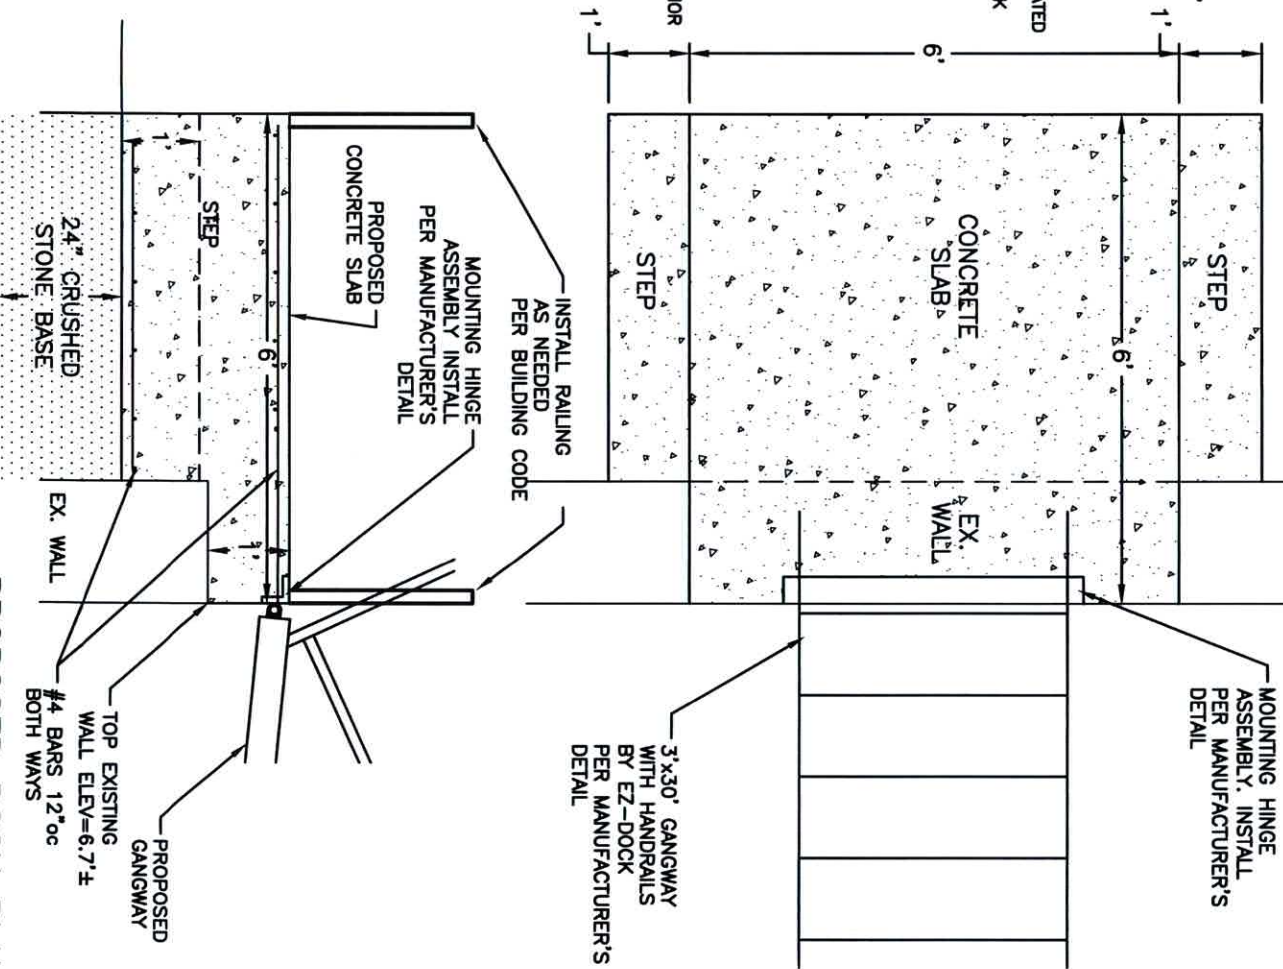 MOUNTING HINGE
ASSEMBLY. INSTALL
PER MANUFACTURER'S
DETAIL
1'
6'
1'
STEP
CONCRETE
SLAB
6'
STEP
EX.
WALL
3'x30' GANGWAY
WITH HANDRAILS
BY EZ-DOCK
PER MANUFACTURER'S
DETAIL
INSTALL RAILING
AS NEEDED
PER BUILDING CODE
MOUNTING HINGE
ASSEMBLY INSTALL
PER MANUFACTURER'S
DETAIL
PROPOSED
CONCRETE SLAB
6'
1'
STEP
1'
24" CRUSHED
STONE BASE
EX. WALL
PROPOSED
GANGWAY
TOP EXISTING
WALL ELEV=6.7'±
#4 BARS 12"oc
BOTH WAYS